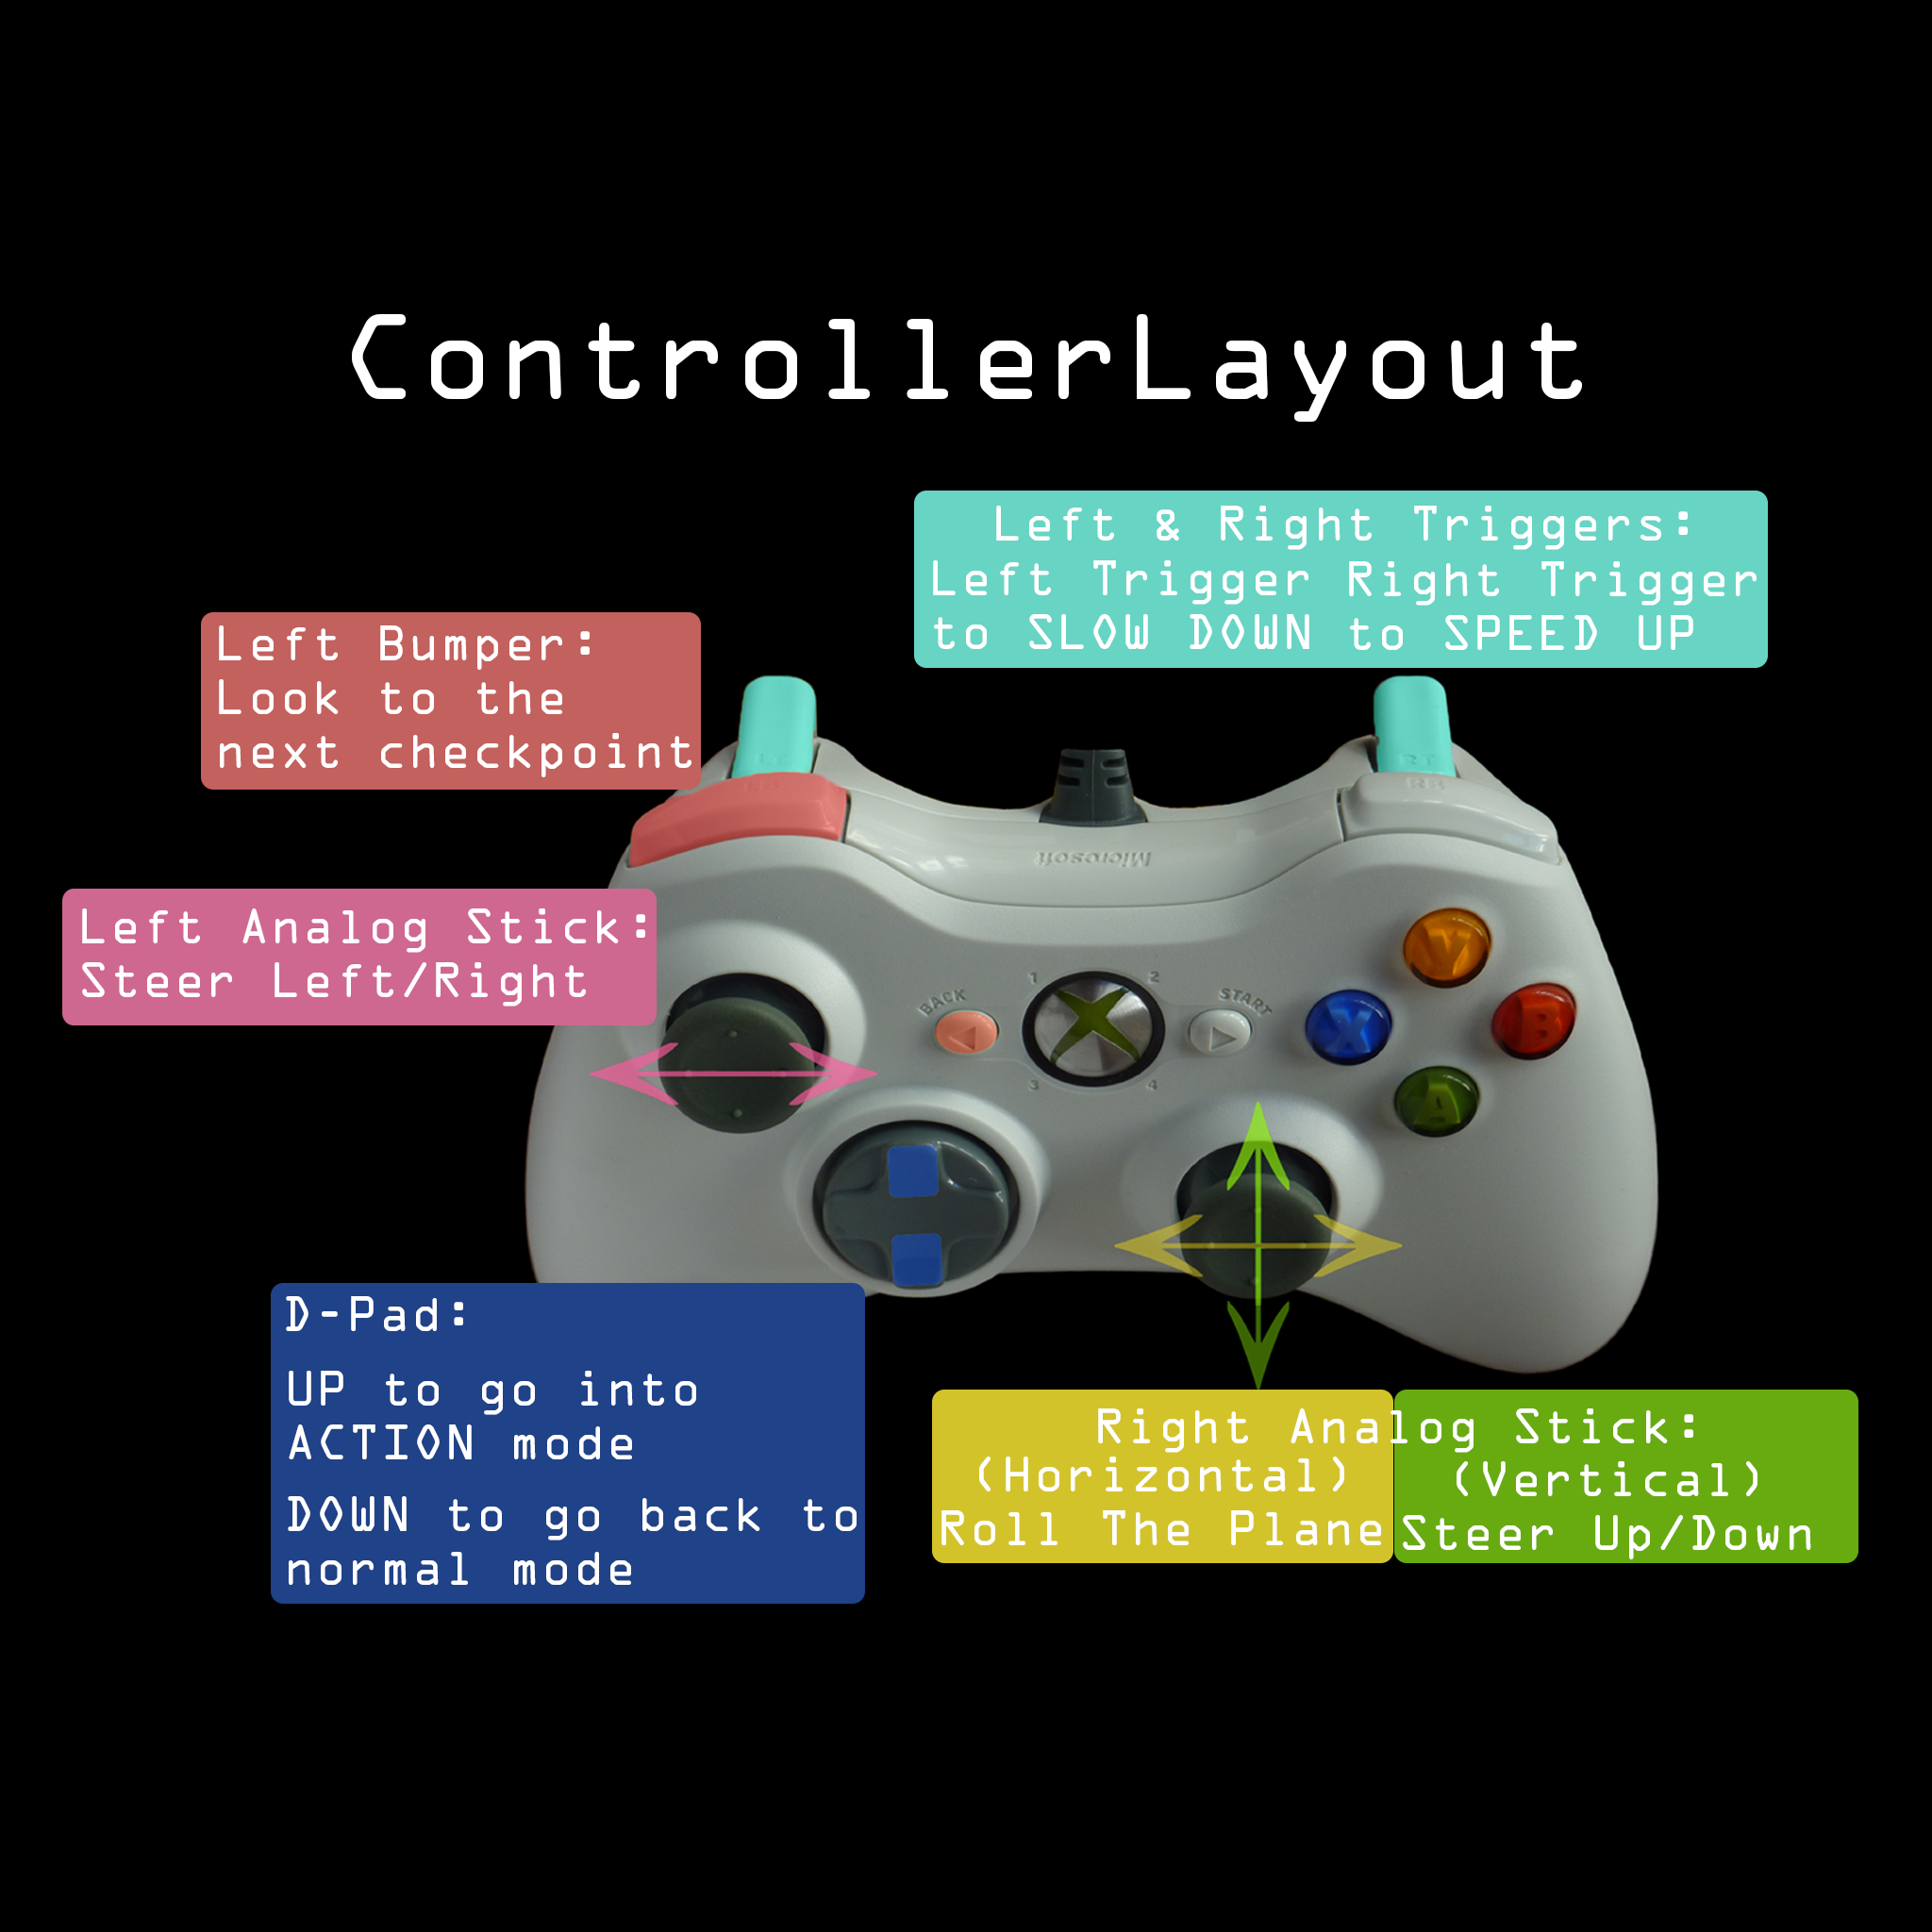 ControllerLayout
Left & Right Triggers:
Left Trigger Right Trigger
to SLOW DOWN to SPEED UP
Left Bumper:
Look to the
next checkpoint
RT
RB
Microsoft
Left Analog Stick:
Steer Left/Right
1 2
BACK START
3 4
Y
X B
A
D-Pad:
UP to go into
ACTION mode
DOWN to go back to
normal mode
Right Analog Stick:
(Horizontal) (Vertical)
Roll The Plane Steer Up/Down